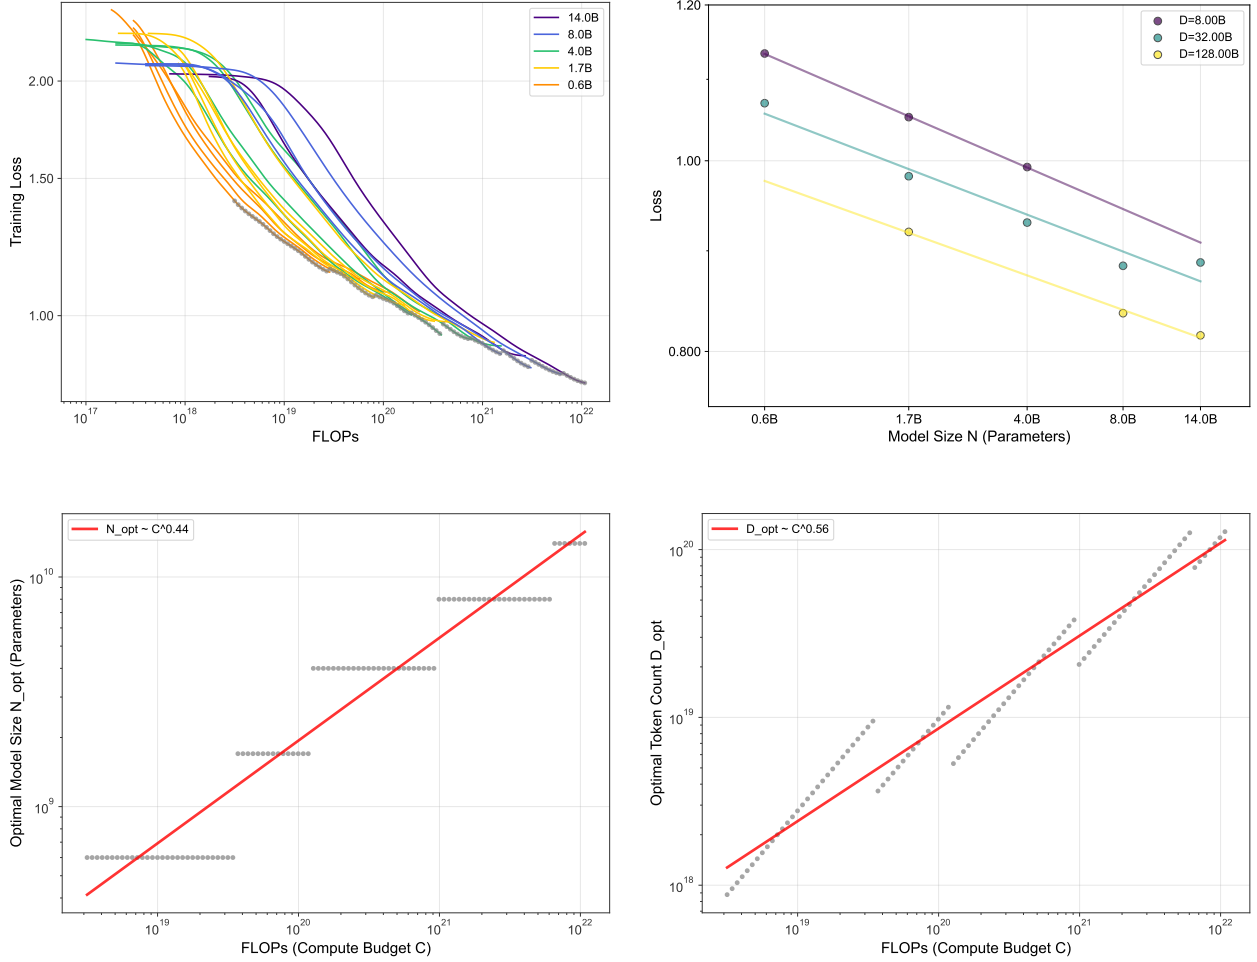 14.0B
8.0B
4.0B
1.7B
0.6B
2.00
1.50
1.00
Training Loss
10^17
10^18
10^19
10^20
10^21
10^22
FLOPs
D=8.00B
D=32.00B
D=128.00B
1.20
1.00
0.800
Loss
0.6B
1.7B
4.0B
8.0B
14.0B
Model Size N (Parameters)
N_opt ~ C^0.44
10^10
10^9
Optimal Model Size N_opt (Parameters)
10^19
10^20
10^21
10^22
FLOPs (Compute Budget C)
D_opt ~ C^0.56
10^20
10^19
10^18
Optimal Token Count D_opt
10^19
10^20
10^21
10^22
FLOPs (Compute Budget C)